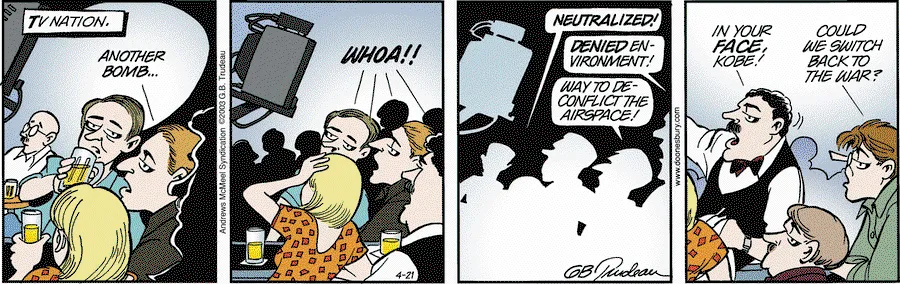 TV NATION.
ANOTHER
BOMB...
Andrews McMeel Syndication ©2003 G.B. Trudeau
WHOA!!
4-21
NEUTRALIZED!
DENIED EN-
VIRONMENT!
WAY TO DE-
CONFLICT THE
AIRSPACE!
GB Trudeau
www.doonesbury.com
IN YOUR
FACE,
KOBE!
COULD
WE SWITCH
BACK TO
THE WAR?